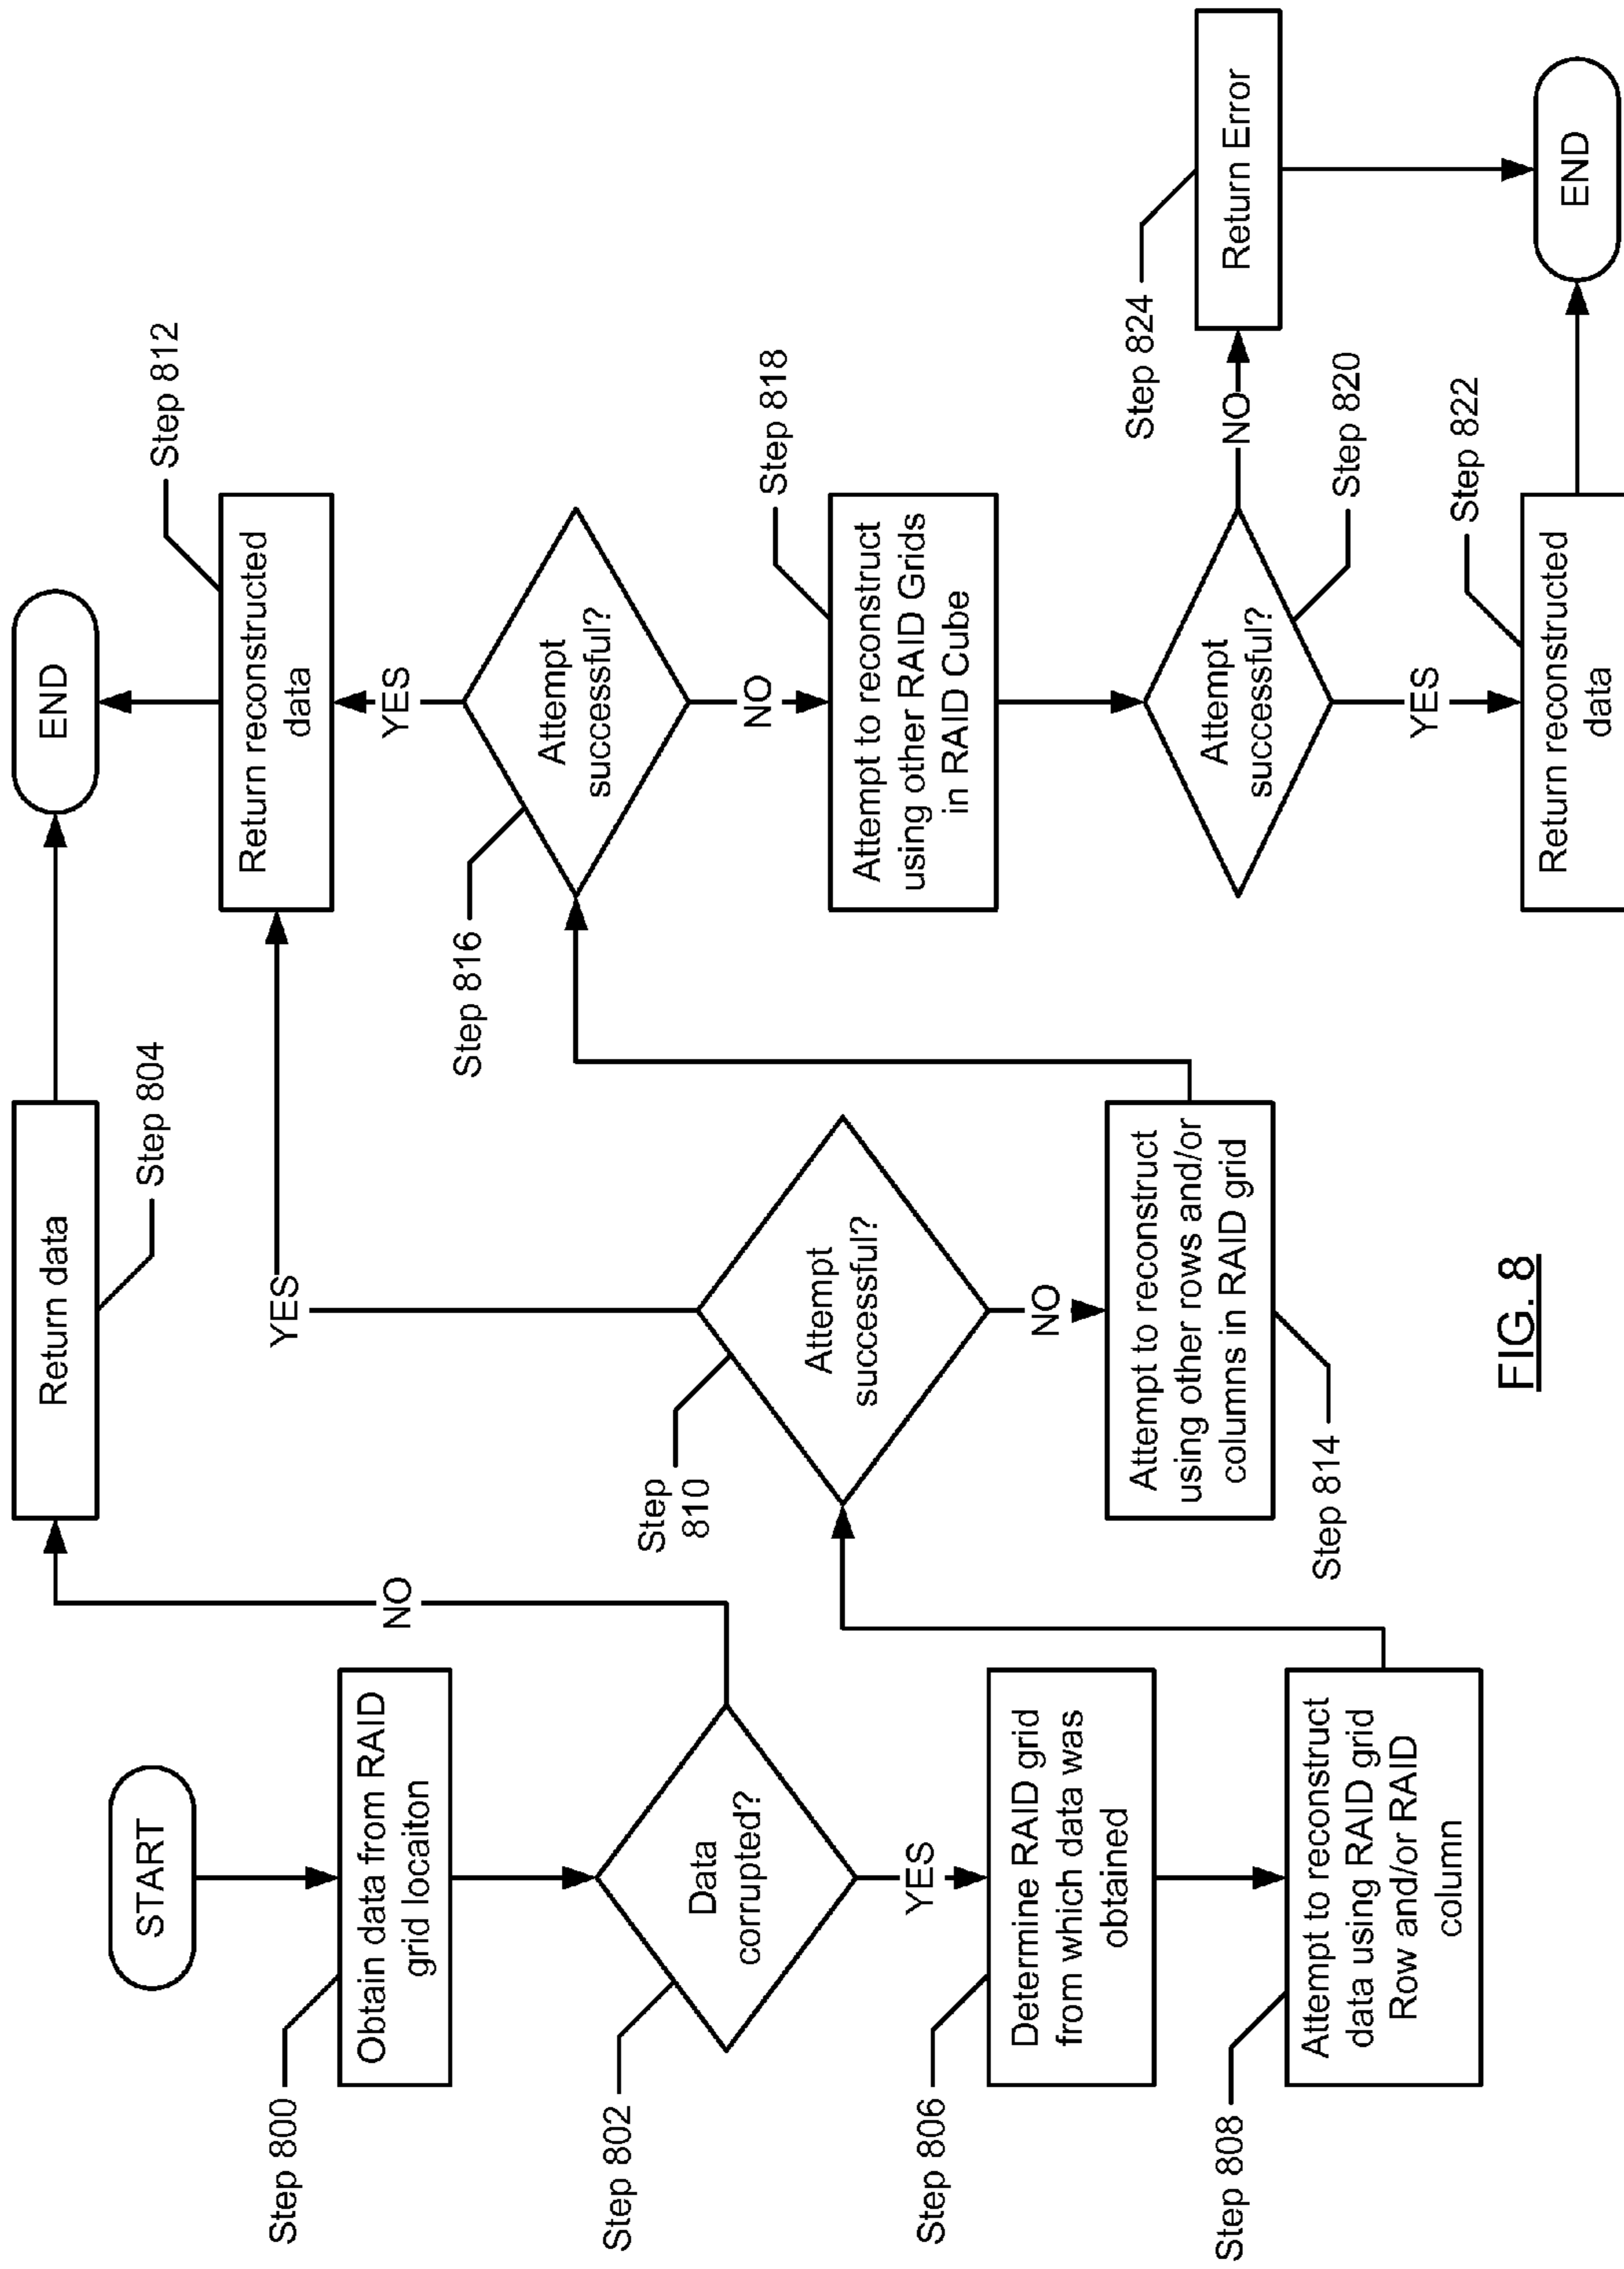 START
Step 800
Obtain data from RAID
grid locaiton
Step 802
Data
corrupted?
NO
YES
Return data
Step 804
END
Step 806
Determine RAID grid
from which data was
obtained
Step 808
Attempt to reconstruct
data using RAID grid
Row and/or RAID
column
Step
810
Attempt
successful?
YES
NO
Return reconstructed
data
Step 812
Attempt to reconstruct
using other rows and/or
columns in RAID grid
Step 814
Step 816
Attempt
successful?
YES
NO
Step 818
Attempt to reconstruct
using other RAID Grids
in RAID Cube
Attempt
successful?
Step 820
NO
YES
Step 824
Return Error
Step 822
Return reconstructed
data
END
FIG. 8